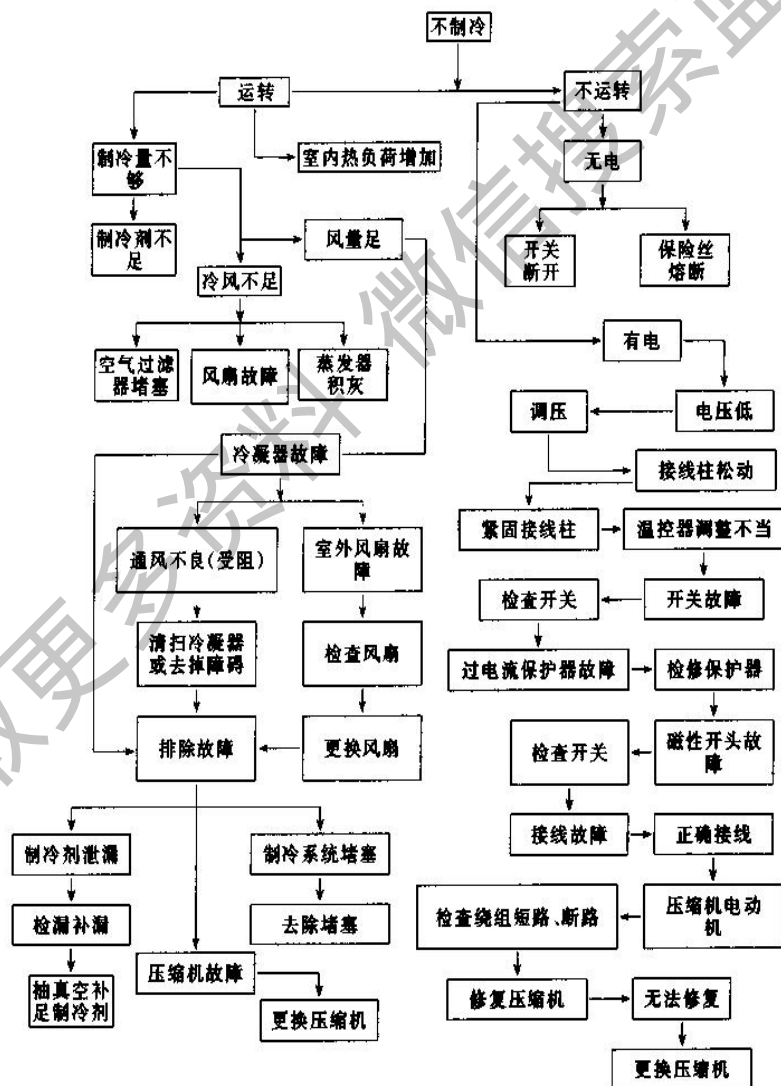 不制冷
运转
不运转
制冷量不
够
室内热负荷增加
无电
制冷剂不
足
风量足
开关
断开
保险丝
熔断
冷风不足
空气过滤
器堵塞
风扇故障
蒸发器
积灰
有电
调压
电压低
冷凝器故障
接线柱松动
通风不良(受阻)
室外风扇故
障
紧固接线柱
温控器调整不当
检查开关
开关故障
清扫冷凝器
或去掉障碍
检查风扇
过电流保护器故障
检修保护器
排除故障
更换风扇
检查开关
磁性开头故
障
制冷剂泄漏
制冷系统堵塞
接线故障
正确接线
检漏补漏
去除堵塞
检查绕组短路、断路
压缩机电动
机
抽真空补
足制冷剂
压缩机故障
更换压缩机
修复压缩机
无法修复
更换压缩机
更多资料 微信搜索